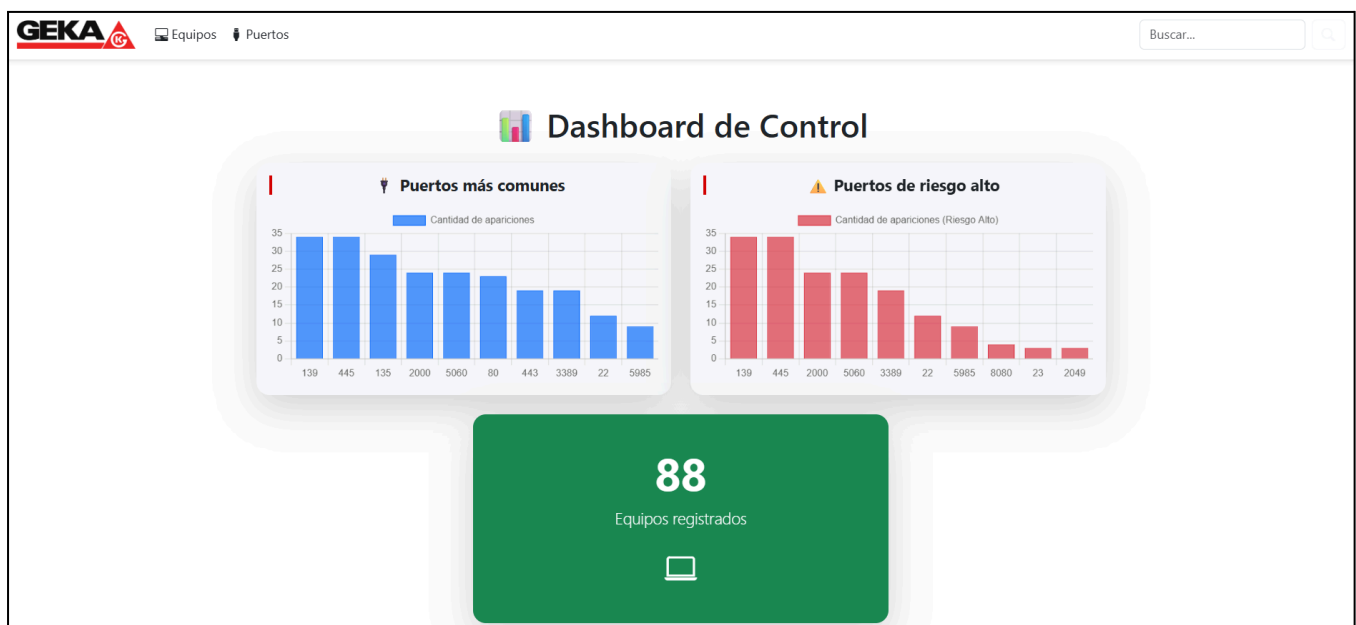 GEKA
Equipos Puertos
Buscar...
Dashboard de Control
Puertos más comunes
Cantidad de apariciones
35
30
25
20
15
10
5
0
139 445 135 2000 5060 80 443 3389 22 5985
Puertos de riesgo alto
Cantidad de apariciones (Riesgo Alto)
35
30
25
20
15
10
5
0
139 445 2000 5060 3389 22 5985 8080 23 2049
88
Equipos registrados